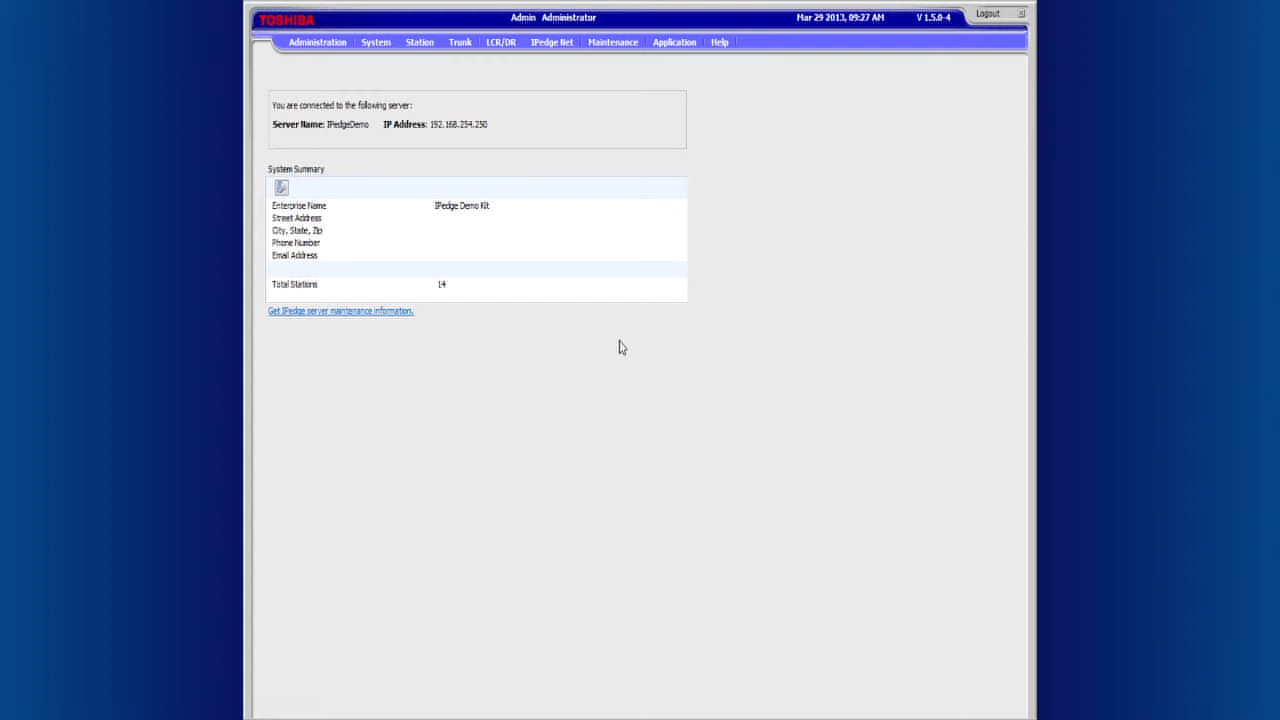 TOSHIBA
Admin Administrator
Mar 29 2013, 09:27 AM
V 1.5.0-4
Logout
Administration System Station Trunk LCR/DR IPedge Net Maintenance Application Help
You are connected to the following server:
Server Name: IPedgeDemo IP Address: 192.168.254.250
System Summary
Enterprise Name IPedge Demo Kit
Street Address
City, State, Zip
Phone Number
Email Address
Total Stations 14
Get IPedge server maintenance information.